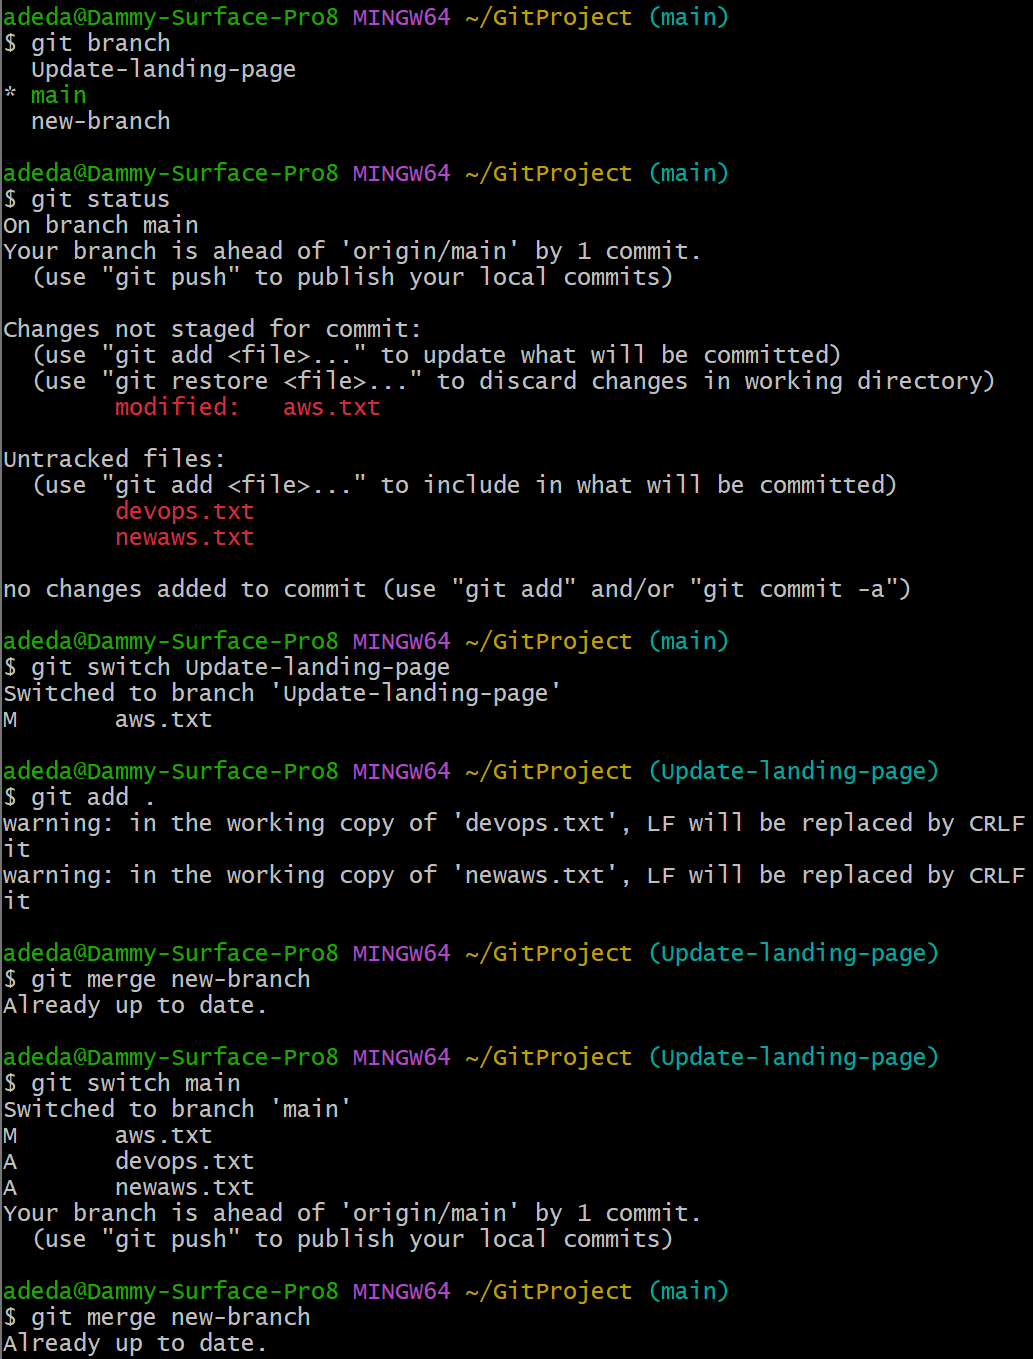 adeda@Dammy-Surface-Pro8 MINGW64 ~/GitProject (main)
$ git branch
  Update-landing-page
* main
  new-branch

adeda@Dammy-Surface-Pro8 MINGW64 ~/GitProject (main)
$ git status
On branch main
Your branch is ahead of 'origin/main' by 1 commit.
  (use "git push" to publish your local commits)

Changes not staged for commit:
  (use "git add <file>..." to update what will be committed)
  (use "git restore <file>..." to discard changes in working directory)
        modified:   aws.txt

Untracked files:
  (use "git add <file>..." to include in what will be committed)
        devops.txt
        newaws.txt

no changes added to commit (use "git add" and/or "git commit -a")

adeda@Dammy-Surface-Pro8 MINGW64 ~/GitProject (main)
$ git switch Update-landing-page
Switched to branch 'Update-landing-page'
M       aws.txt

adeda@Dammy-Surface-Pro8 MINGW64 ~/GitProject (Update-landing-page)
$ git add .
warning: in the working copy of 'devops.txt', LF will be replaced by CRLF
it
warning: in the working copy of 'newaws.txt', LF will be replaced by CRLF
it

adeda@Dammy-Surface-Pro8 MINGW64 ~/GitProject (Update-landing-page)
$ git merge new-branch
Already up to date.

adeda@Dammy-Surface-Pro8 MINGW64 ~/GitProject (Update-landing-page)
$ git switch main
Switched to branch 'main'
M       aws.txt
A       devops.txt
A       newaws.txt
Your branch is ahead of 'origin/main' by 1 commit.
  (use "git push" to publish your local commits)

adeda@Dammy-Surface-Pro8 MINGW64 ~/GitProject (main)
$ git merge new-branch
Already up to date.